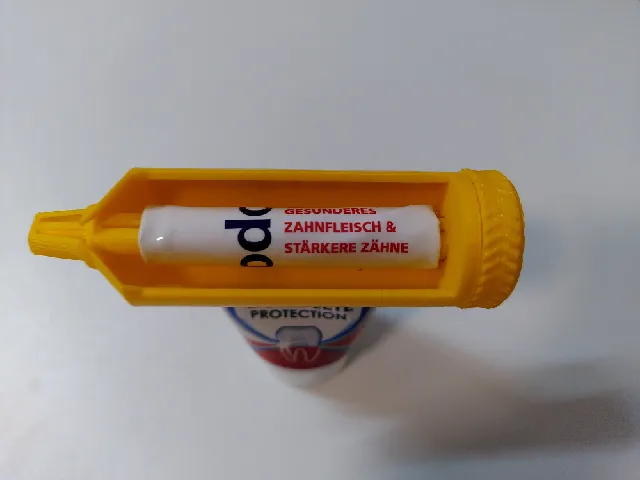 GESUNDERES
ZAHNFLEISCH &
STÄRKERE ZÄHNE
PROTECTION